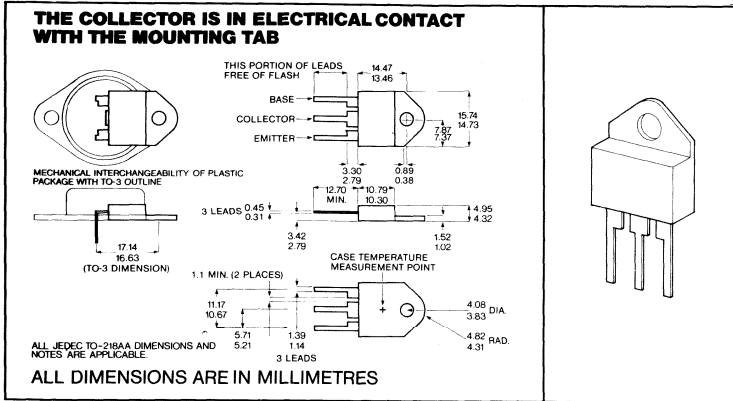 THE COLLECTOR IS IN ELECTRICAL CONTACT
WITH THE MOUNTING TAB
THIS PORTION OF LEADS
FREE OF FLASH
14.47
13.46
BASE
COLLECTOR
EMITTER
15.74
14.73
7.87
7.37
3.30
2.79
0.89
0.38
MECHANICAL INTERCHANGEABILITY OF PLASTIC
PACKAGE WITH TO-3 OUTLINE
12.70
MIN.
10.79
10.30
3 LEADS
0.45
0.31
4.95
4.32
3.42
2.79
1.52
1.02
17.14
16.63
(TO-3 DIMENSION)
CASE TEMPERATURE
MEASUREMENT POINT
1.1 MIN. (2 PLACES)
11.17
10.67
5.71
5.21
1.39
1.14
3 LEADS
4.08 DIA.
3.83
4.82 RAD.
4.31
ALL JEDEC TO-218AA DIMENSIONS AND
NOTES ARE APPLICABLE.
ALL DIMENSIONS ARE IN MILLIMETRES